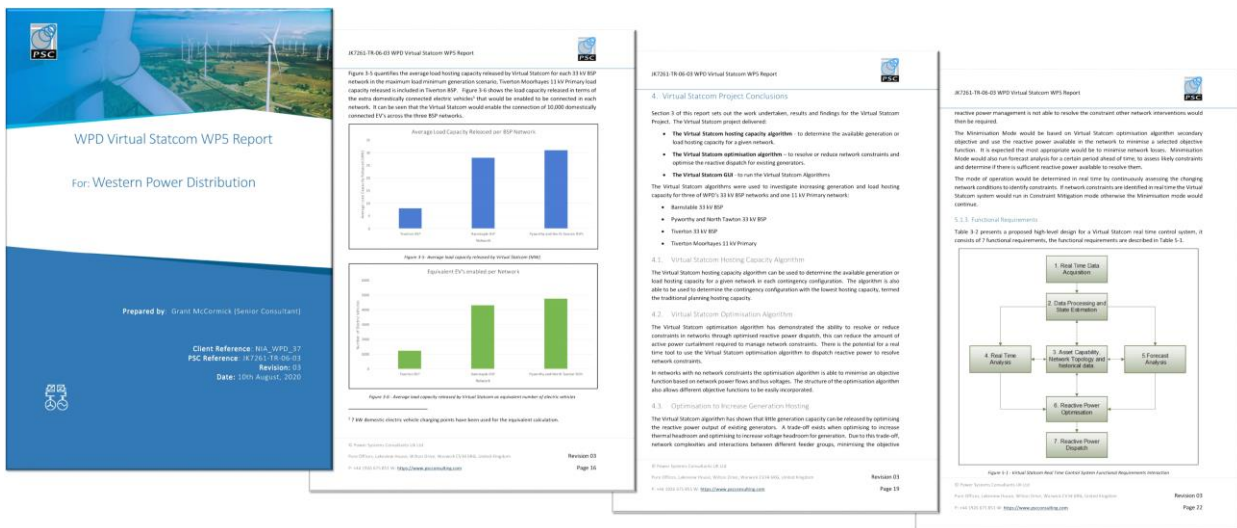 PSC
WPD Virtual Statcom WP5 Report
For: Western Power Distribution
Prepared by: Grant McCormick (Senior Consultant)
Client Reference: NIA_WPD_37
PSC Reference: JK7261-TR-06-03
Revision: 03
Date: 10th August, 2020
JK7261-TR-06-03 WPD Virtual Statcom WP5 Report
PSC
Figure 3-5 quantifies the average load hosting capacity released by Virtual Statcom for each 33 kV BSP
network in the maximum load minimum generation scenario. Tiverton Moorhayes 11 kV Primary load
capacity released is included in Tiverton BSP. Figure 3-6 shows the load capacity released in terms of
the extra domestically connected electric vehicles¹ that would be enabled to be connected in each
network. It can be seen that the Virtual Statcom would enable the connection of 10,000 domestically
connected EV's across the three BSP networks.
Average Load Capacity Released per BSP Network
Network
Figure 3-5 - Average load capacity released by Virtual Statcom (MW)
Equivalent EV's enabled per Network
Network
Figure 3-6 - Average load capacity released by Virtual Statcom as equivalent number of electric vehicles
¹ 7 kW domestic electric vehicle charging points have been used for the equivalent calculation.
© Power Systems Consultants UK Ltd
Revision 03
Page 16
JK7261-TR-06-03 WPD Virtual Statcom WP5 Report
PSC
4. Virtual Statcom Project Conclusions
Section 3 of this report sets out the work undertaken, results and findings for the Virtual Statcom
Project. The Virtual Statcom project delivered:
• The Virtual Statcom hosting capacity algorithm - to determine the available generation or
load hosting capacity for a given network.
• The Virtual Statcom optimisation algorithm – to resolve or reduce network constraints and
optimise the reactive power dispatch for existing generators.
• The Virtual Statcom GUI - to run the Virtual Statcom Algorithms
The Virtual Statcom algorithms were used to investigate increasing generation and load hosting
capacity for three of WPD's 33 kV BSP networks and one 11 kV Primary network:
• Barnstable 33 kV BSP
• Pyworthy and North Tawton 33 kV BSP
• Tiverton 33 kV BSP
• Tiverton Moorhayes 11 kV Primary
4.1. Virtual Statcom Hosting Capacity Algorithm
The Virtual Statcom hosting capacity algorithm can be used to determine the available generation or
load hosting capacity for a given network in each contingency configuration. The algorithm is also
able to be used to determine the contingency configuration with the lowest hosting capacity, termed
the traditional planning hosting capacity.
4.2. Virtual Statcom Optimisation Algorithm
The Virtual Statcom optimisation algorithm has demonstrated the ability to resolve or reduce
constraints in networks through optimised reactive power dispatch, this can reduce the amount of
active power curtailment required to manage network constraints. There is the potential for a real
time tool to use the Virtual Statcom optimisation algorithm to dispatch reactive power to resolve
network constraints.
In networks with no network constraints the optimisation algorithm is able to minimise an objective
function based on network power flows and bus voltages. The structure of the optimisation algorithm
also allows different objective functions to be easily incorporated.
4.3. Optimisation to Increase Generation Hosting
The Virtual Statcom algorithm has shown that little generation capacity can be released by optimising
the reactive power output of existing generators. A trade-off exists when optimising to increase
thermal headroom and optimising to increase voltage headroom for generation. Due to this trade-off,
network complexities and interactions between different feeder groups, minimising the objective
© Power Systems Consultants UK Ltd
Revision 03
Page 19
JK7261-TR-06-03 WPD Virtual Statcom WP5 Report
PSC
reactive power management is not able to resolve the constraint other network interventions would
then be required.
The Minimisation Mode would be based on Virtual Statcom optimisation algorithm secondary
objective and use the reactive power available in the network to minimise a selected objective
function. It is expected the most appropriate would be to minimise network losses. Minimisation
Mode would also run forecast analysis for a certain period ahead of time; to assess likely constraints
and determine if there is sufficient reactive power available to resolve them.
The mode of operation would be determined in real time by continuously assessing the changing
network conditions to identify constraints. If network constraints are identified in real time the Virtual
Statcom system would run in Constraint Mitigation mode otherwise the Minimisation mode would
continue.
5.1.3. Functional Requirements
Table 3-2 presents a proposed high-level design for a Virtual Statcom real time control system, it
consists of 7 functional requirements, the functional requirements are described in Table 5-1.
1. Real Time Data
Acquisition
2. Data Processing and
State Estimation
4. Real Time
Analysis
3. Asset Capability,
Network Topology and
historical data
5.Forecast
Analysis
6. Reactive Power
Optimisation
7. Reactive Power
Dispatch
Figure 5-1 - Virtual Statcom Real Time Control System Functional Requirements Interaction
© Power Systems Consultants UK Ltd
Revision 03
Page 22